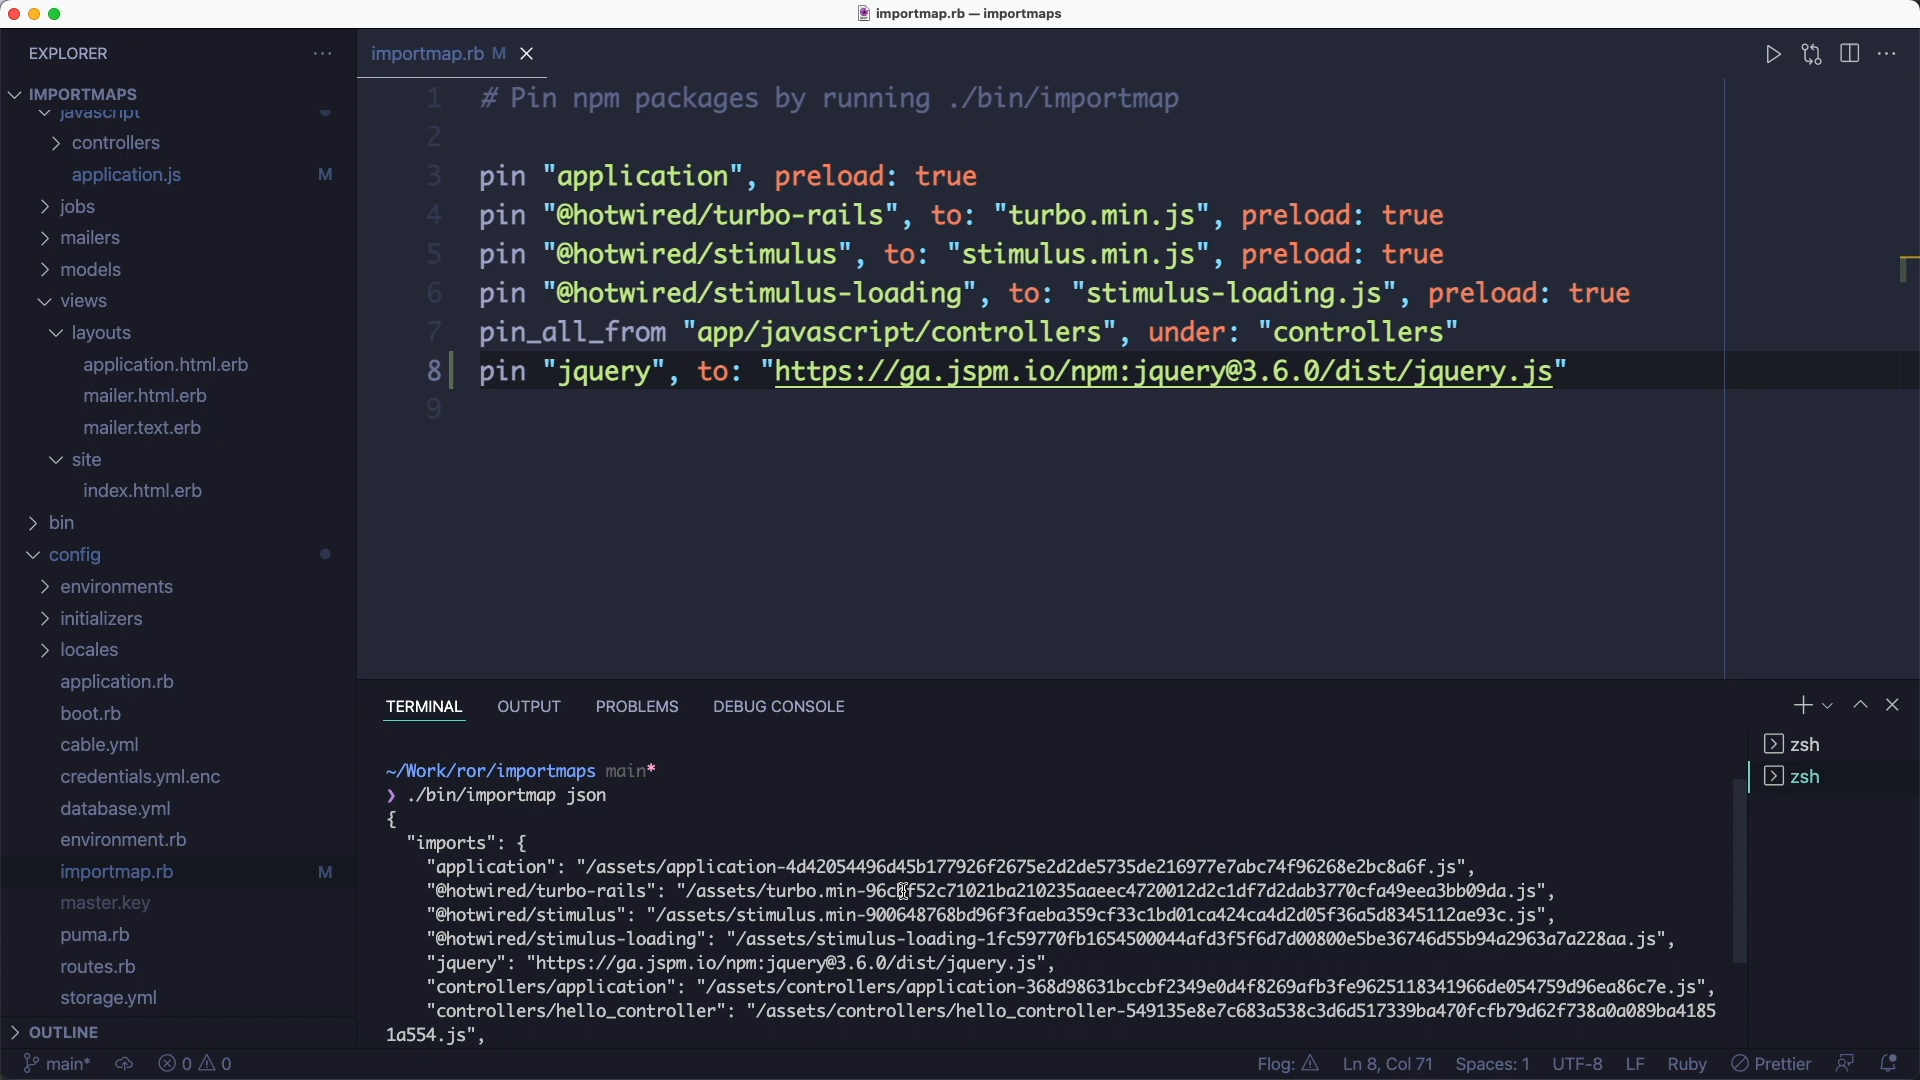 importmap.rb — importmaps
EXPLORER
IMPORTMAPS
javascript
controllers
application.js M
jobs
mailers
models
views
layouts
application.html.erb
mailer.html.erb
mailer.text.erb
site
index.html.erb
bin
config
environments
initializers
locales
application.rb
boot.rb
cable.yml
credentials.yml.enc
database.yml
environment.rb
importmap.rb M
master.key
puma.rb
routes.rb
storage.yml
OUTLINE
importmap.rb M
1 # Pin npm packages by running ./bin/importmap
2
3 pin "application", preload: true
4 pin "@hotwired/turbo-rails", to: "turbo.min.js", preload: true
5 pin "@hotwired/stimulus", to: "stimulus.min.js", preload: true
6 pin "@hotwired/stimulus-loading", to: "stimulus-loading.js", preload: true
7 pin_all_from "app/javascript/controllers", under: "controllers"
8 pin "jquery", to: "https://ga.jspm.io/npm:jquery@3.6.0/dist/jquery.js"
9
TERMINAL OUTPUT PROBLEMS DEBUG CONSOLE
~/Work/ror/importmaps main*
❯ ./bin/importmap json
{
"imports": {
"application": "/assets/application-4d42054496d45b177926f2675e2d2de5735de216977e7abc74f96268e2bc8a6f.js",
"@hotwired/turbo-rails":
"@hotwired/stimulus": "/assets/stimulus.min-900648768bd96f3faeba359cf33c1bd01ca424ca4d2d05f36a5d8345112ae93c.js",
"@hotwired/stimulus-loading": "/assets/stimulus-loading-1fc59770fb1654500044afd3f5f6d7d00800e5be36746d55b94a2963a7a228aa.js",
"jquery": "https://ga.jspm.io/npm:jquery@3.6.0/dist/jquery.js",
"controllers/application": "/assets/controllers/application-368d98631bccbf2349e0d4f8269afb3fe9625118341966de054759d96ea86c7e.js",
"controllers/hello_controller": "/assets/controllers/hello_controller-549135e8e7c683a538c3d6d517339ba470fcfb79d62f738a0a089ba4185
1a554.js",
zsh
zsh
main* 0 0
Flog: Ln 8, Col 71 Spaces: 1 UTF-8 LF Ruby Prettier